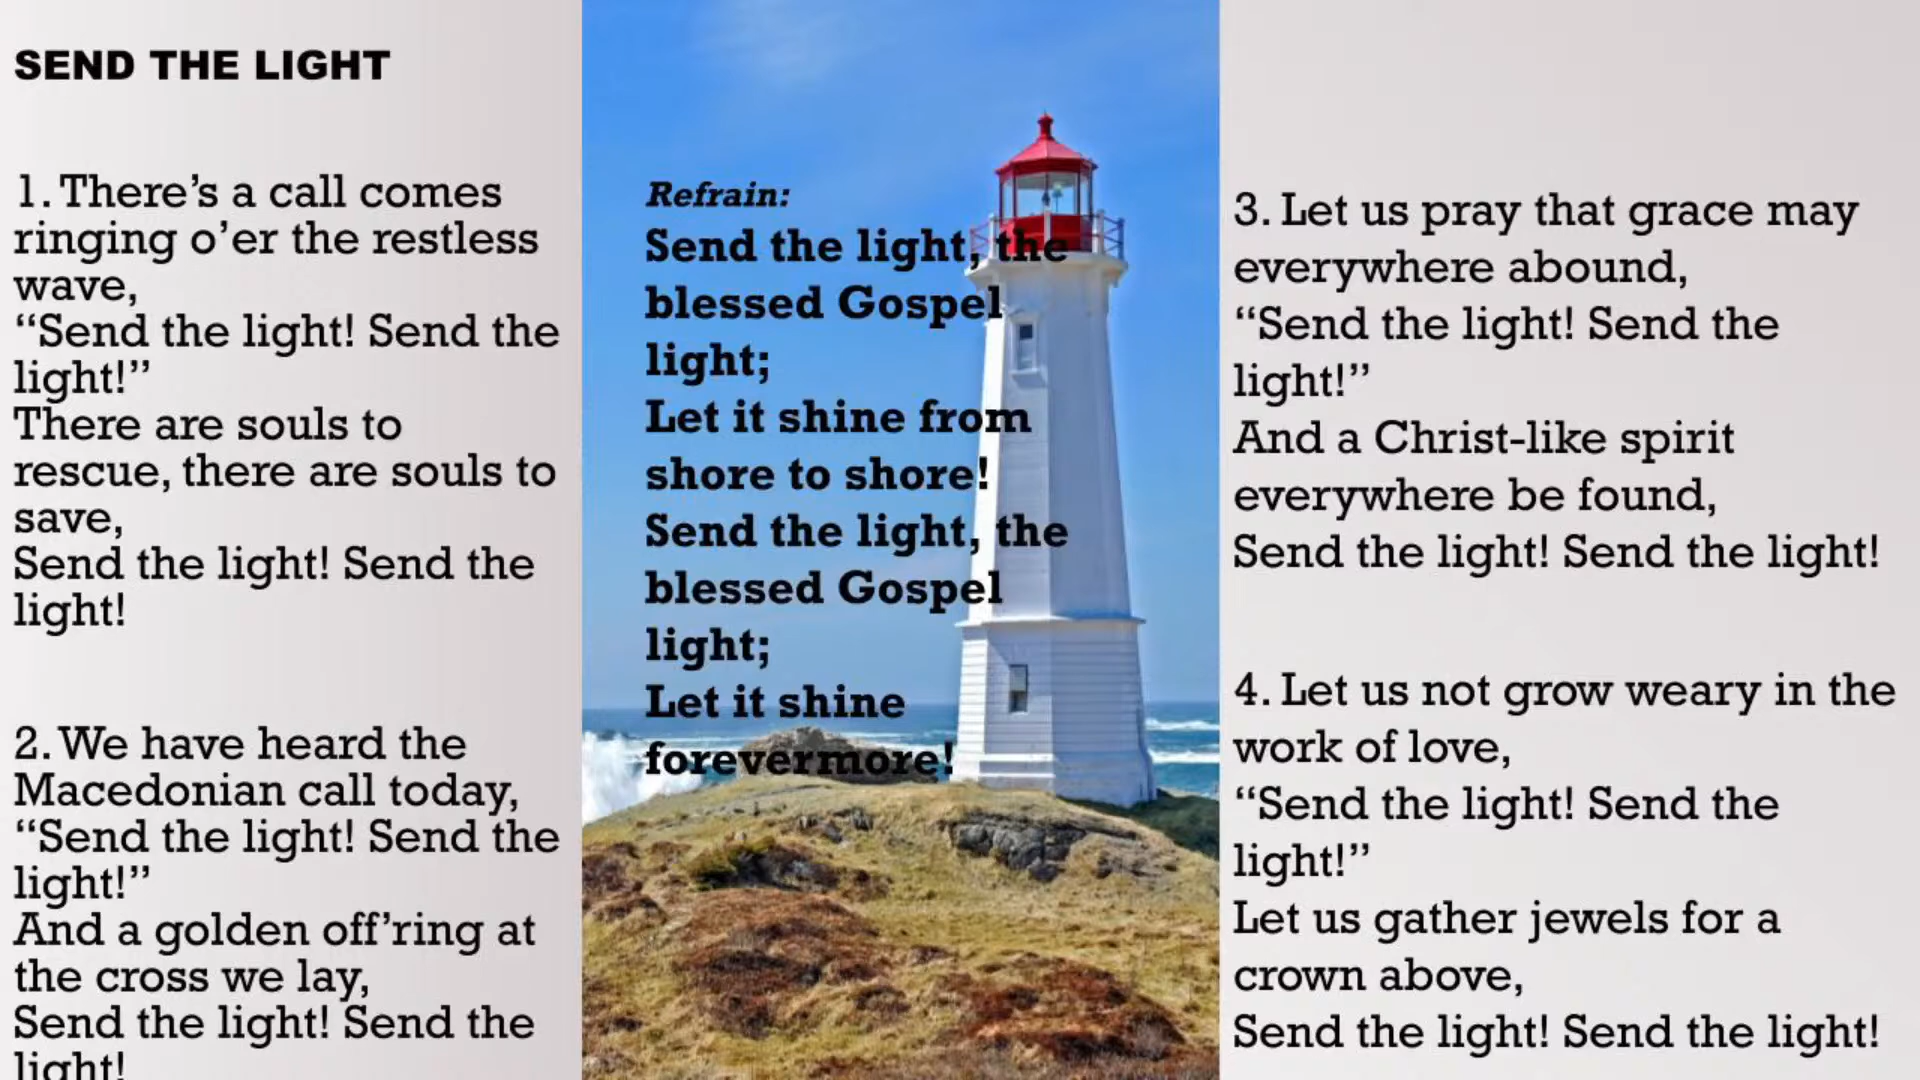 SEND THE LIGHT
1. There’s a call comes
ringing o’er the restless
wave,
“Send the light! Send the
light!”
There are souls to
rescue, there are souls to
save,
Send the light! Send the
light!
2. We have heard the
Macedonian call today,
“Send the light! Send the
light!”
And a golden off’ring at
the cross we lay,
Send the light! Send the
light!
Refrain:
Send the light, the
blessed Gospel
light;
Let it shine from
shore to shore!
Send the light, the
blessed Gospel
light;
Let it shine
forevermore!
3. Let us pray that grace may
everywhere abound,
“Send the light! Send the
light!”
And a Christ-like spirit
everywhere be found,
Send the light! Send the light!
4. Let us not grow weary in the
work of love,
“Send the light! Send the
light!”
Let us gather jewels for a
crown above,
Send the light! Send the light!